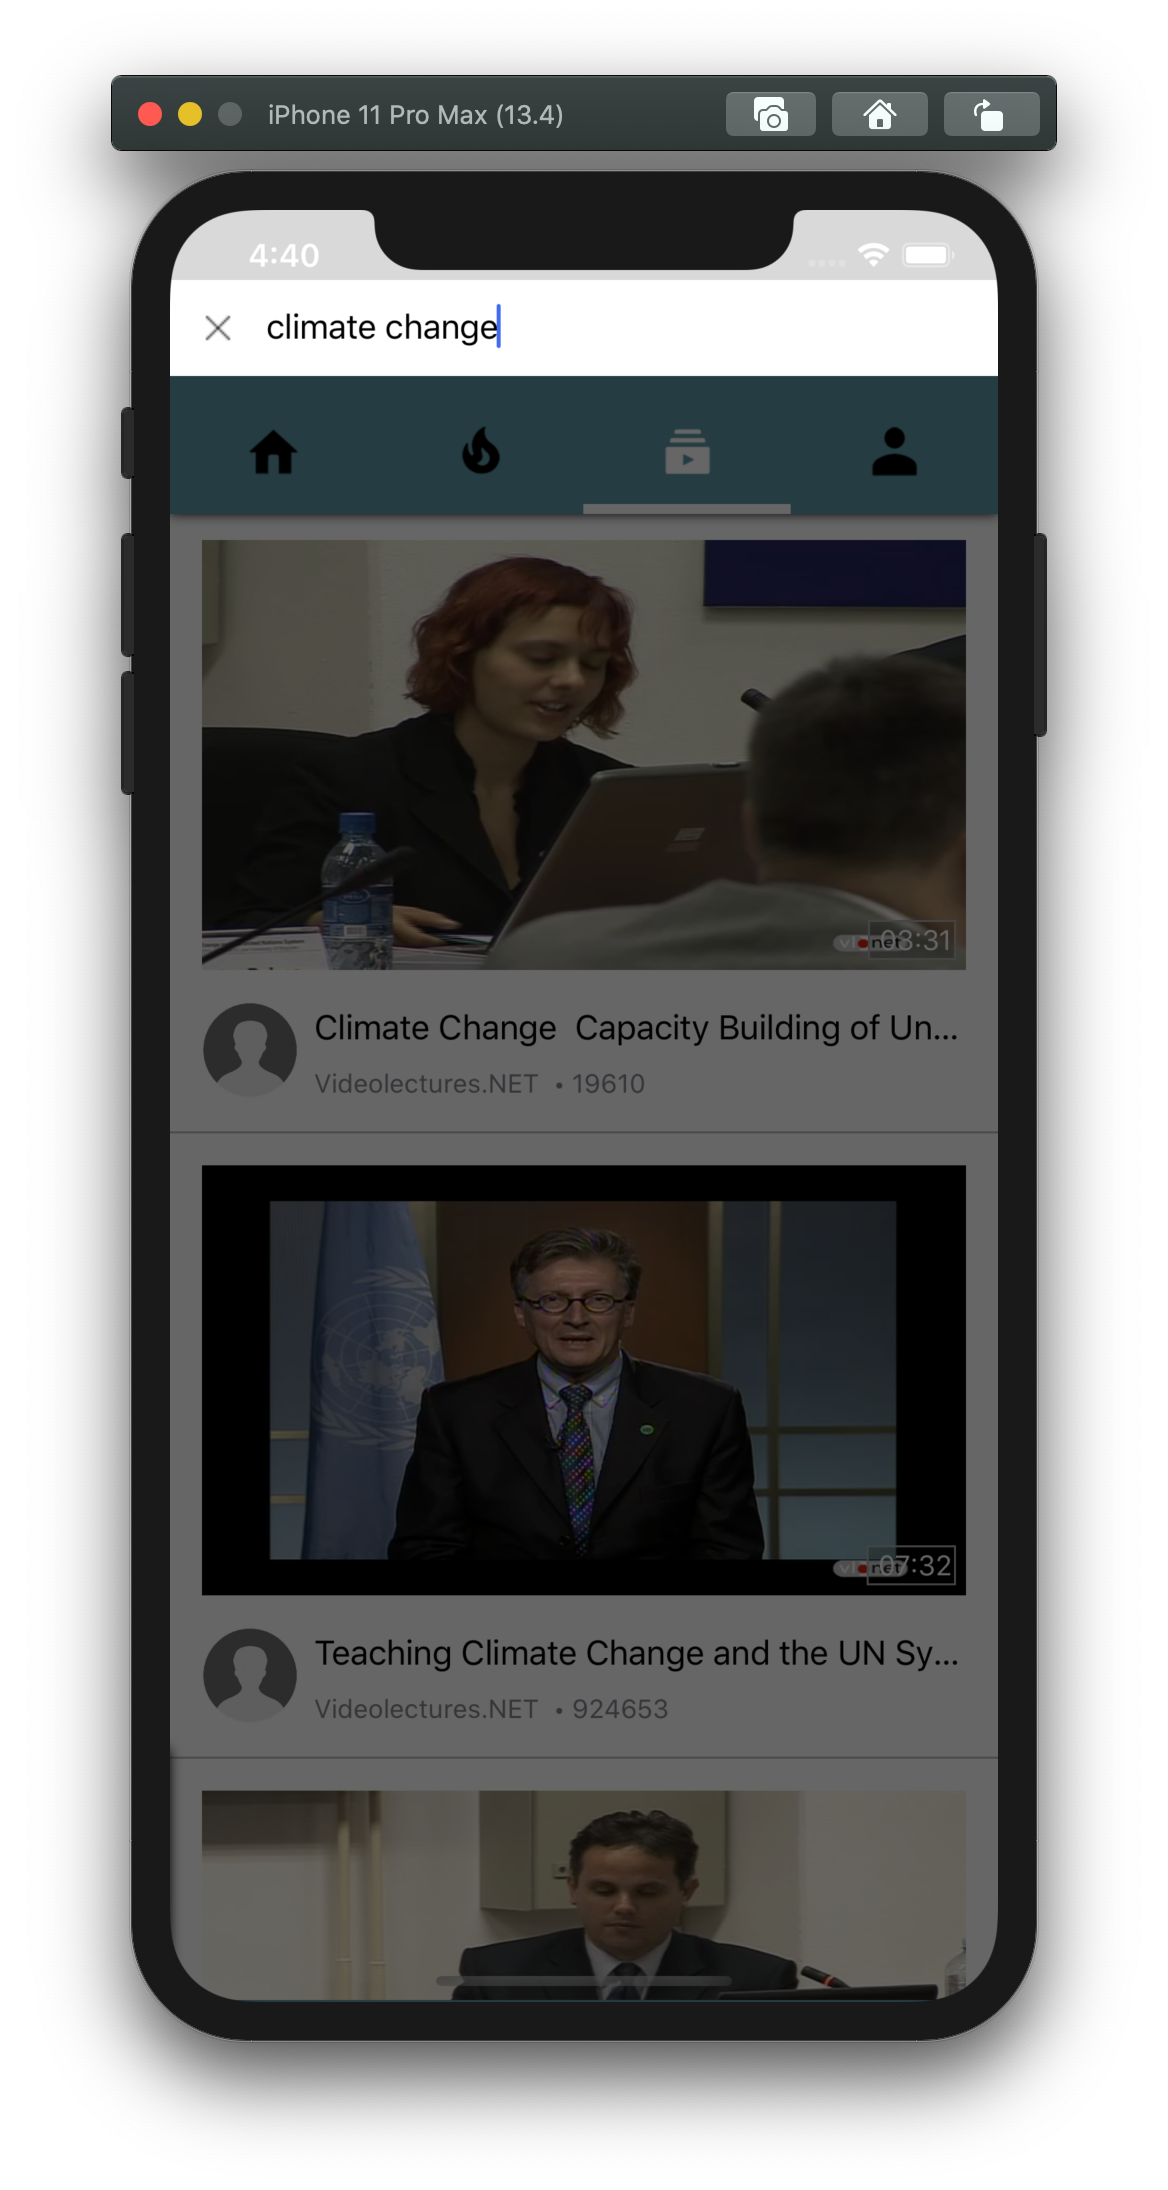 iPhone 11 Pro Max (13.4)
4:40
climate change
03:31
Climate Change  Capacity Building of Un...
Videolectures.NET • 19610
07:32
Teaching Climate Change and the UN Sy...
Videolectures.NET • 924653